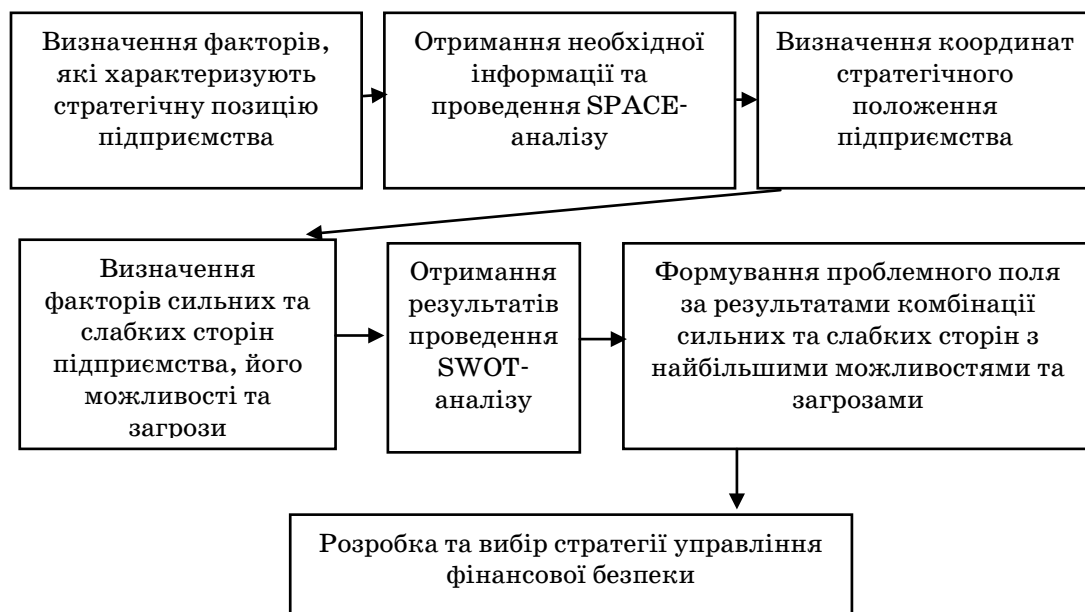 Визначення факторів,
які характеризують
стратегічну позицію
підприємства
Отримання необхідної
інформації та
проведення SPACE-
аналізу
Визначення координат
стратегічного
положення
підприємства
Визначення
факторів сильних та
слабких сторін
підприємства, його
можливості та
загрози
Отримання
результатів
проведення
SWOT-
аналізу
Формування проблемного поля
за результатами комбінації
сильних та слабких сторін з
найбільшими можливостями та
загрозами
Розробка та вибір стратегії управління
фінансової безпеки